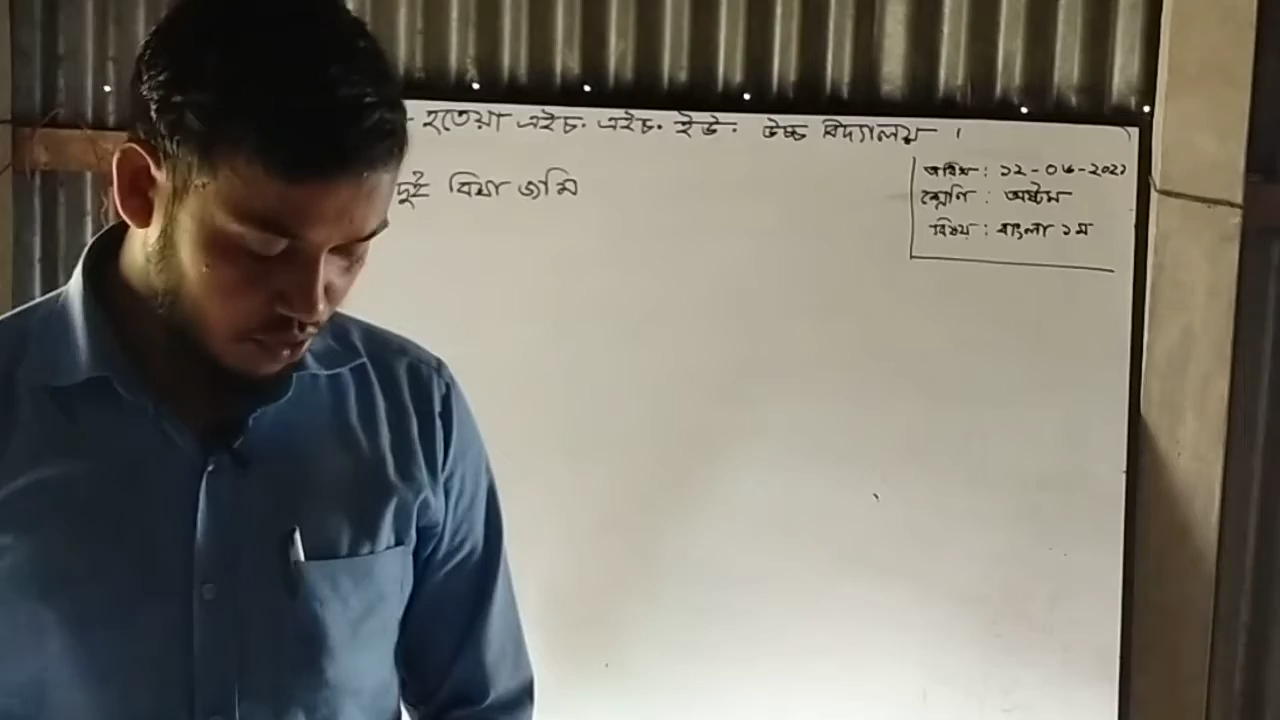 হতেয়া এইচ. এইচ. ইউ. উচ্চ বিদ্যালয় ।
দুই বিঘা জমি
তারিখ : ১২-০৬-২০২১
শ্রেণি : অষ্টম
বিষয় : বাংলা ১ম